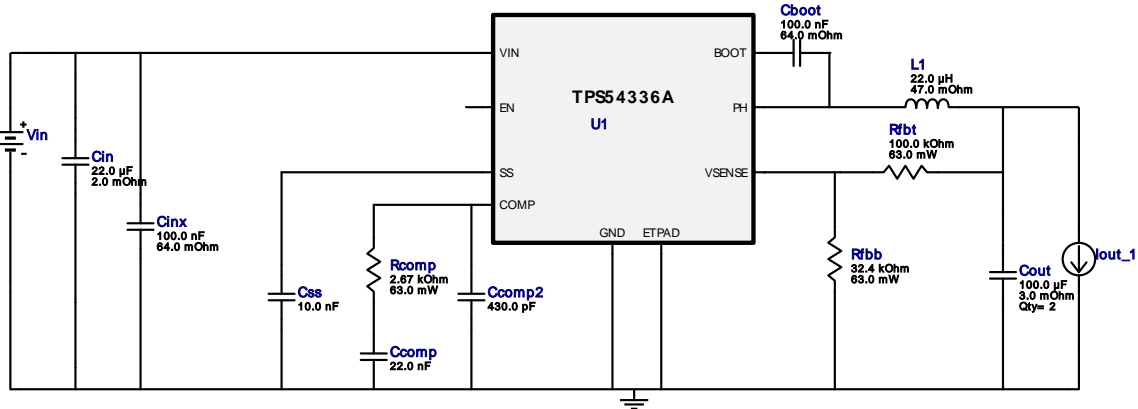 Cboot
100.0 nF
64.0 mOhm
VIN
BOOT
L1
22.0 µH
47.0 mOhm
TPS54336A
U1
EN
PH
+
Vin
-
Rfbt
100.0 kOhm
63.0 mW
Cin
22.0 µF
2.0 mOhm
SS
VSENSE
COMP
Cinx
100.0 nF
64.0 mOhm
GND
ETPAD
Rfbb
32.4 kOhm
63.0 mW
Iout_1
Rcomp
2.67 kOhm
63.0 mW
Cout
100.0 µF
3.0 mOhm
Qty= 2
Css
10.0 nF
Ccomp2
430.0 pF
Ccomp
22.0 nF